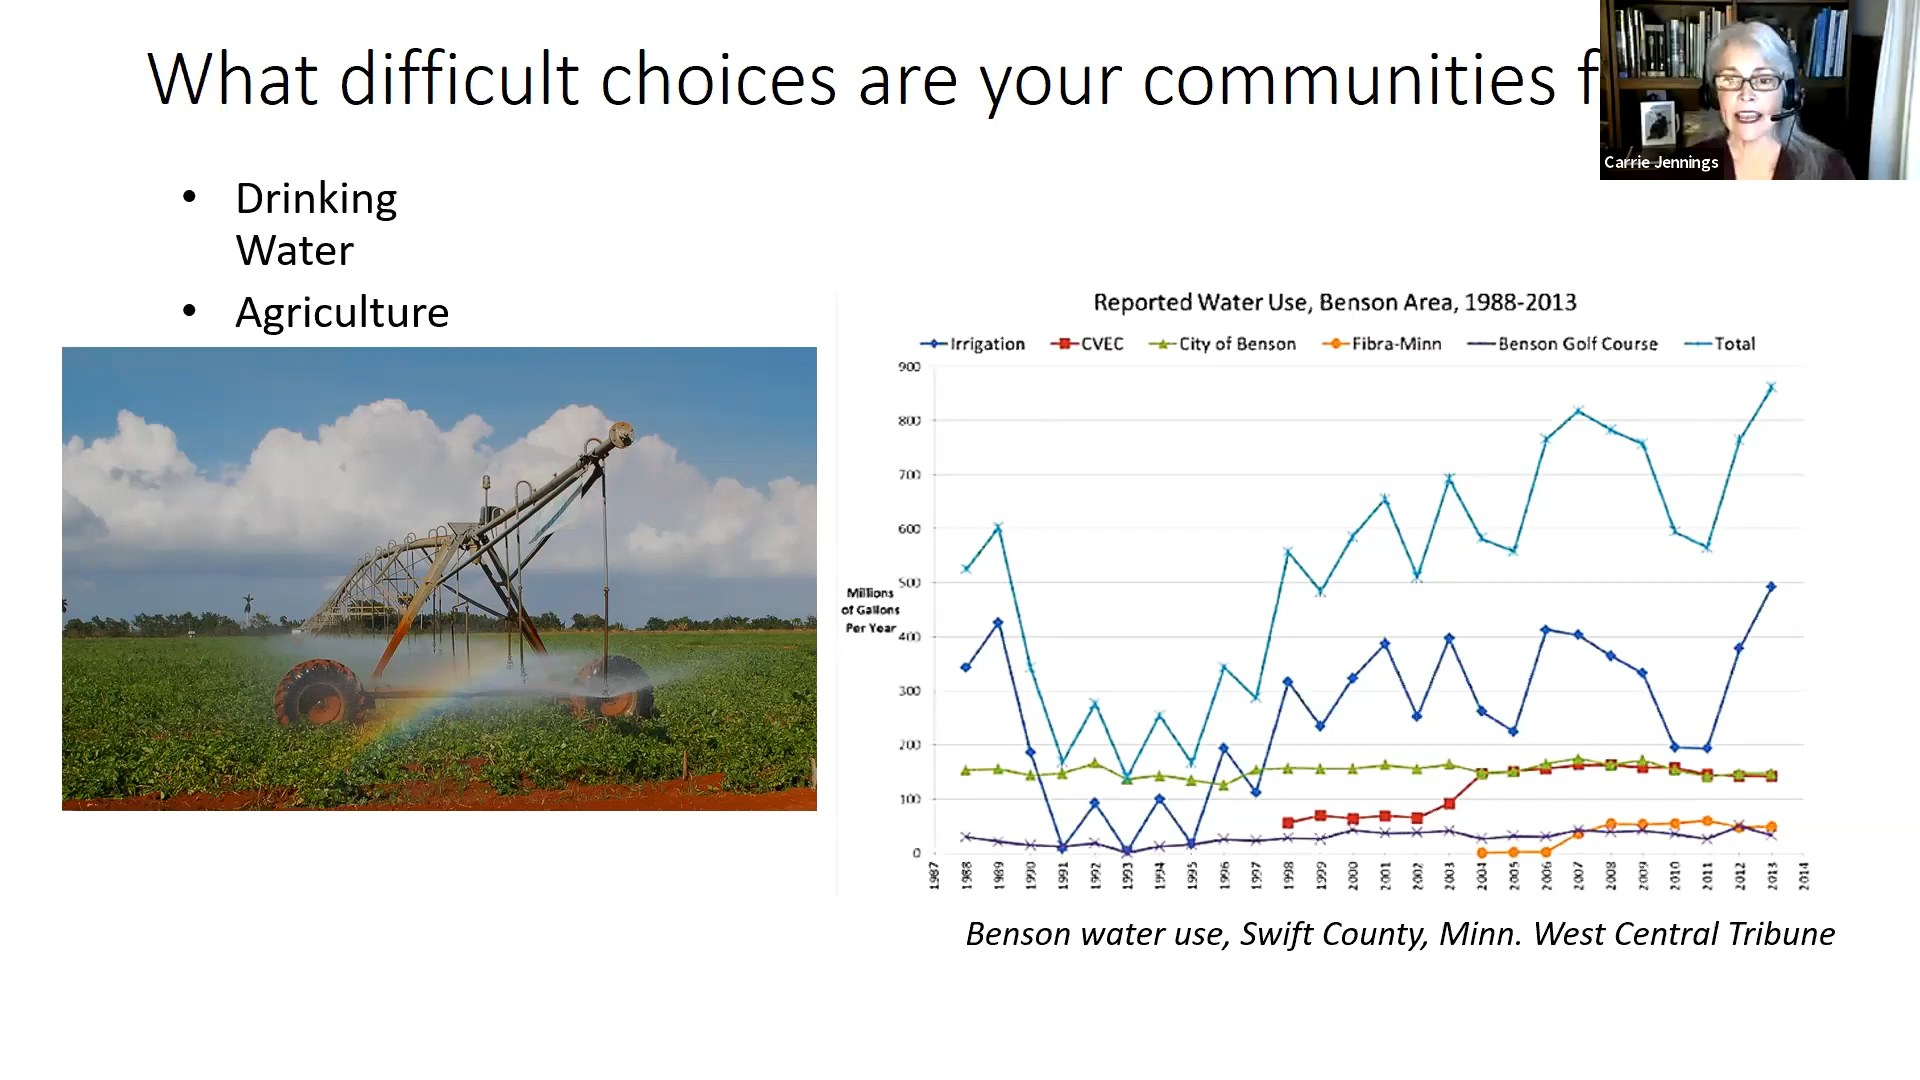 What difficult choices are your communities f
Carrie Jennings
• Drinking
Water
• Agriculture
Reported Water Use, Benson Area, 1988-2013
Irrigation CVEC City of Benson Fibra-Minn Benson Golf Course Total
900
800
700
600
500
400
300
200
100
0
Millions
of Gallons
Per Year
1987 1988 1989 1990 1991 1992 1993 1994 1995 1996 1997 1998 1999 2000 2001 2002 2003 2004 2005 2006 2007 2008 2009 2010 2011 2012 2013 2014
Benson water use, Swift County, Minn. West Central Tribune